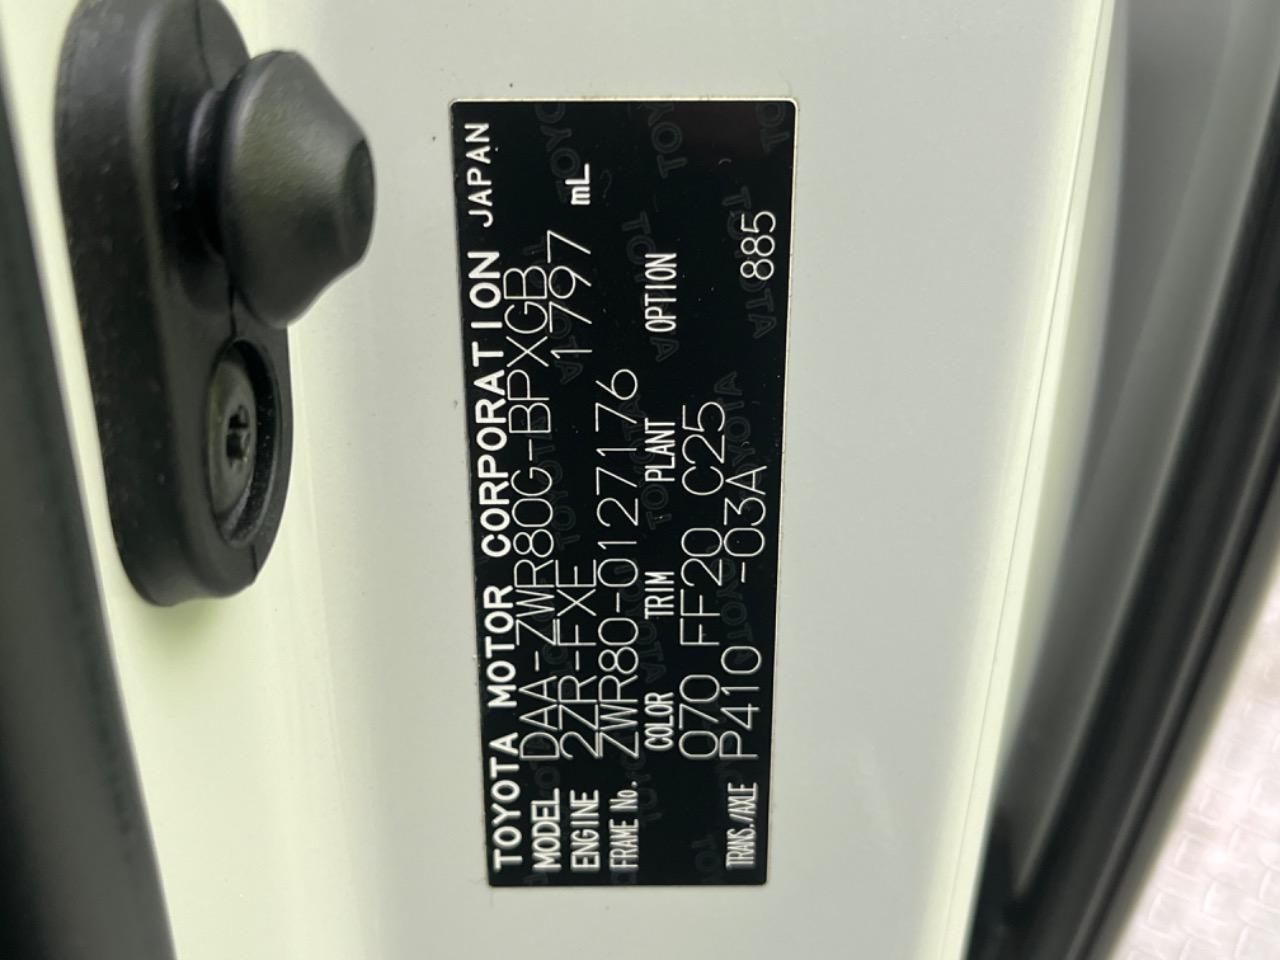 TOYOTA MOTOR CORPORATION JAPAN
MODEL DAA-ZWR80G-BPXGB
ENGINE 2ZR-FXE 1797 mL
FRAME No. ZWR80-0127176
COLOR TRIM PLANT OPTION
070 FF20 C25
TRANS./AXLE P410 -03A 885